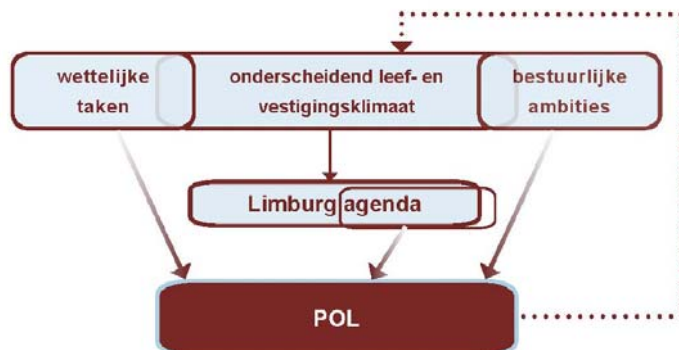 wettelijke
taken
onderscheidend leef- en
vestigingsklimaat
bestuurlijke
ambities
Limburg agenda
POL